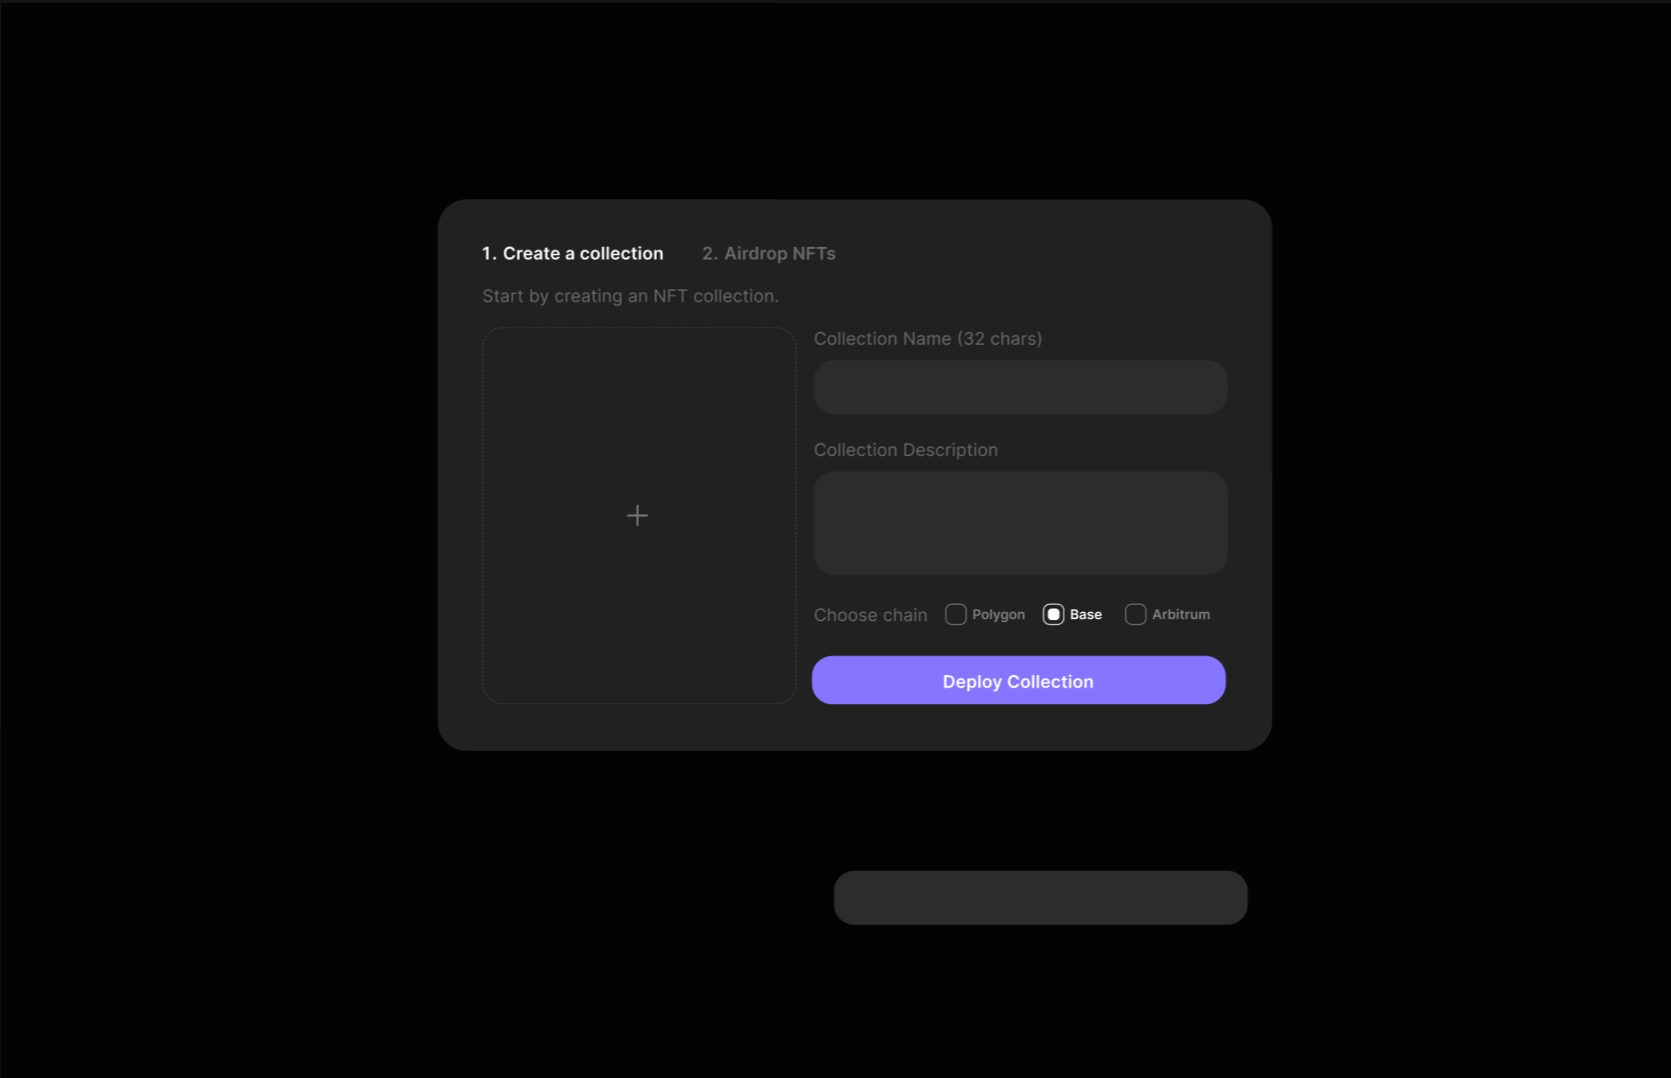 1. Create a collection
2. Airdrop NFTs
Start by creating an NFT collection.
Collection Name (32 chars)
Collection Description
Choose chain
Polygon
Base
Arbitrum
Deploy Collection